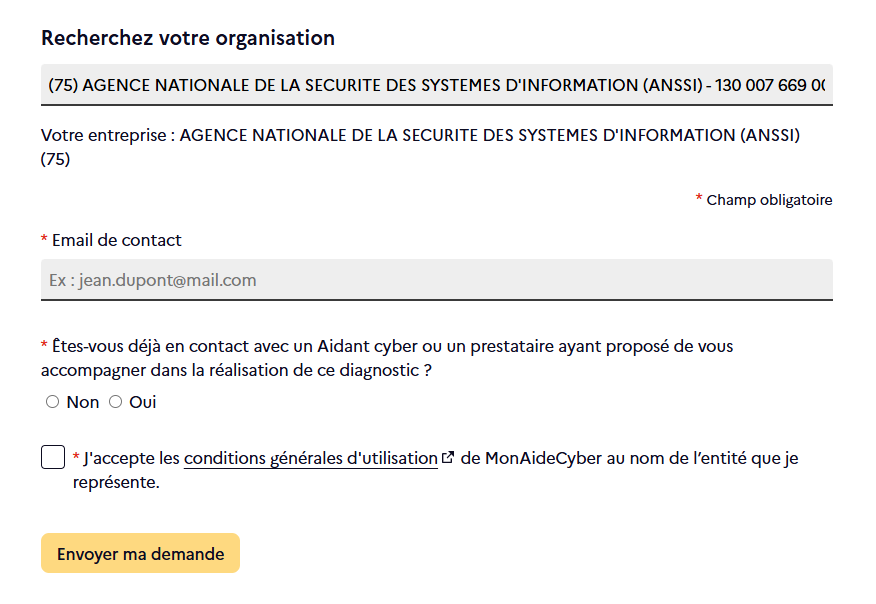 Recherchez votre organisation
(75) AGENCE NATIONALE DE LA SECURITE DES SYSTEMES D'INFORMATION (ANSSI) - 130 007 669 00
Votre entreprise : AGENCE NATIONALE DE LA SECURITE DES SYSTEMES D'INFORMATION (ANSSI)
(75)
* Champ obligatoire
* Email de contact
Ex : jean.dupont@mail.com
* Êtes-vous déjà en contact avec un Aidant cyber ou un prestataire ayant proposé de vous
accompagner dans la réalisation de ce diagnostic ?
Non Oui
* J'accepte les conditions générales d'utilisation de MonAideCyber au nom de l’entité que je
représente.
Envoyer ma demande